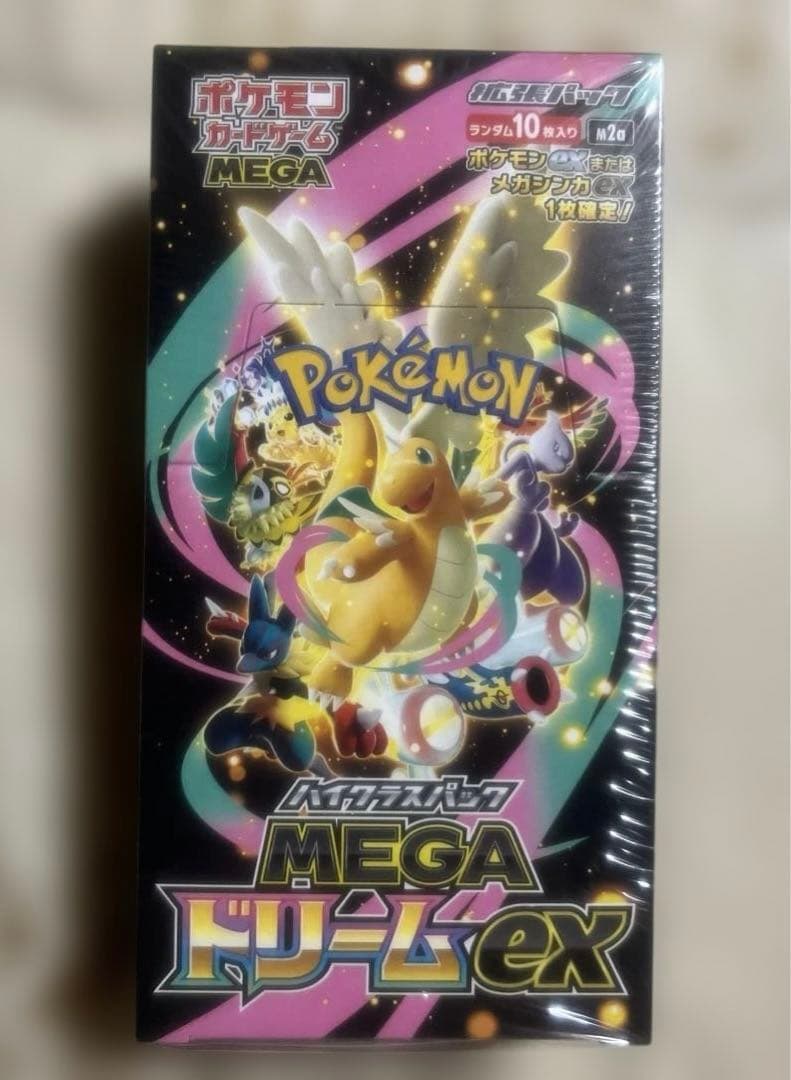 ポケモン
カードゲーム
MEGA
拡張パック
ランダム10枚入り M2a
ポケモンexまたは
メガシンカex
1枚確定!
POKéMON
ハイクラスパック
MEGA
ドリームex